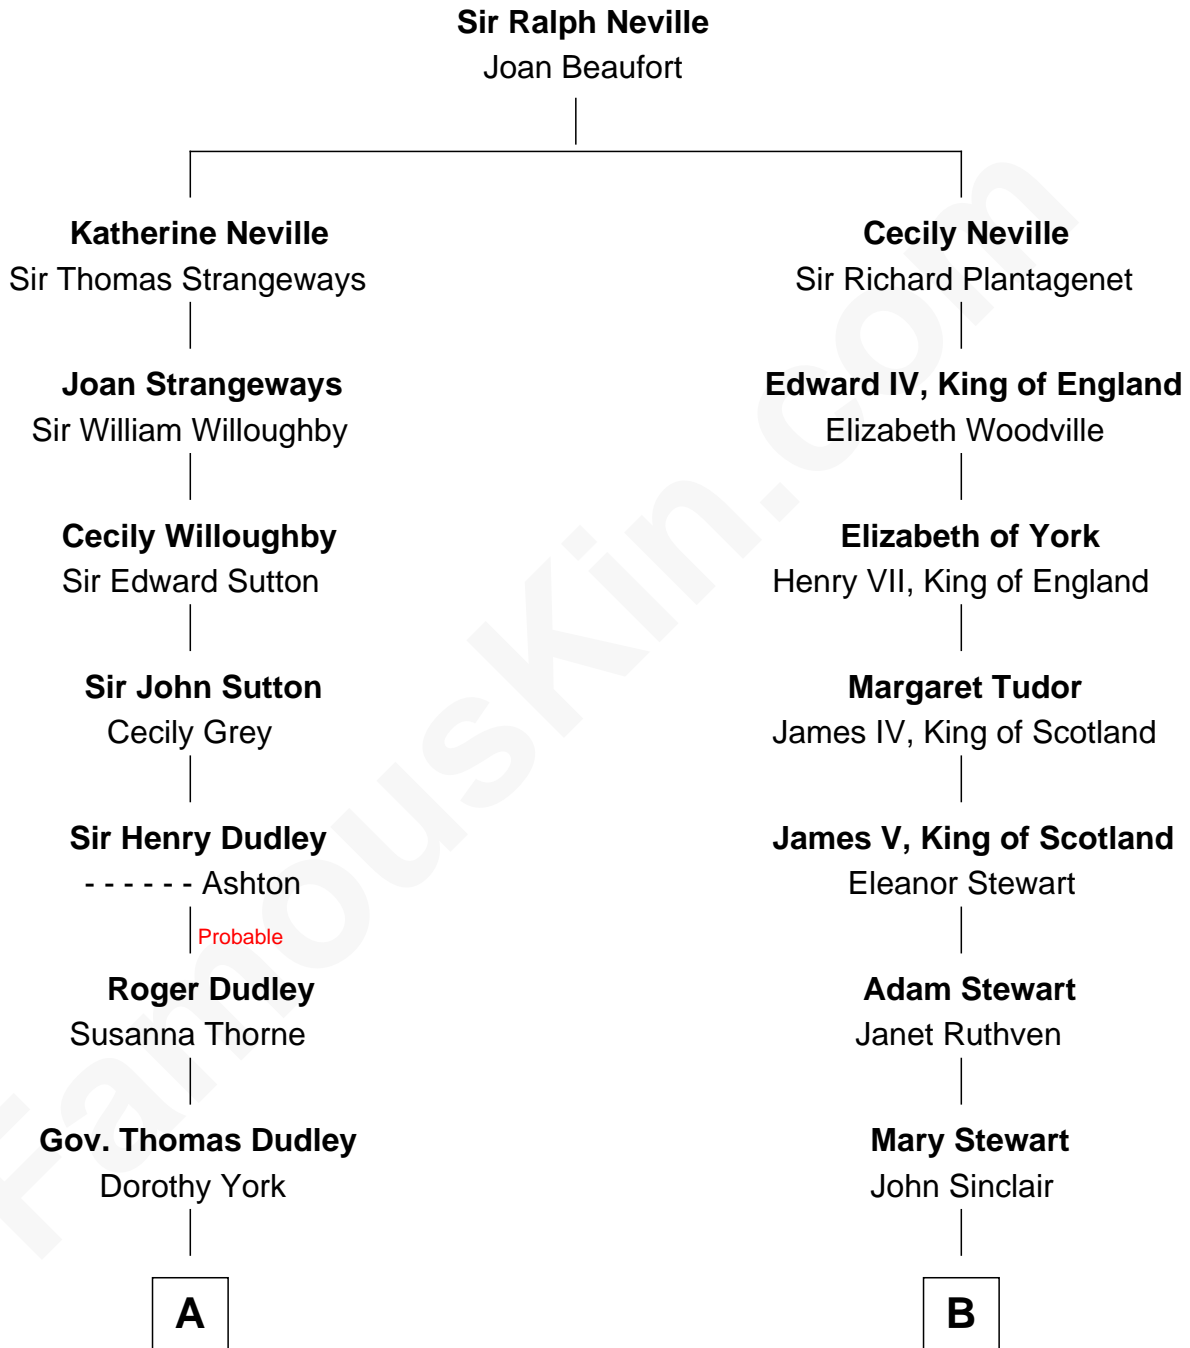 Sir Ralph Neville
Joan Beaufort
Katherine Neville
Sir Thomas Strangeways
Cecily Neville
Sir Richard Plantagenet
Joan Strangeways
Sir William Willoughby
Edward IV, King of England
Elizabeth Woodville
Cecily Willoughby
Sir Edward Sutton
Elizabeth of York
Henry VII, King of England
Sir John Sutton
Cecily Grey
Margaret Tudor
James IV, King of Scotland
Sir Henry Dudley
- - - - - - Ashton
Probable
James V, King of Scotland
Eleanor Stewart
Roger Dudley
Susanna Thorne
Adam Stewart
Janet Ruthven
Gov. Thomas Dudley
Dorothy York
Mary Stewart
John Sinclair
A
B
FamousKin.com